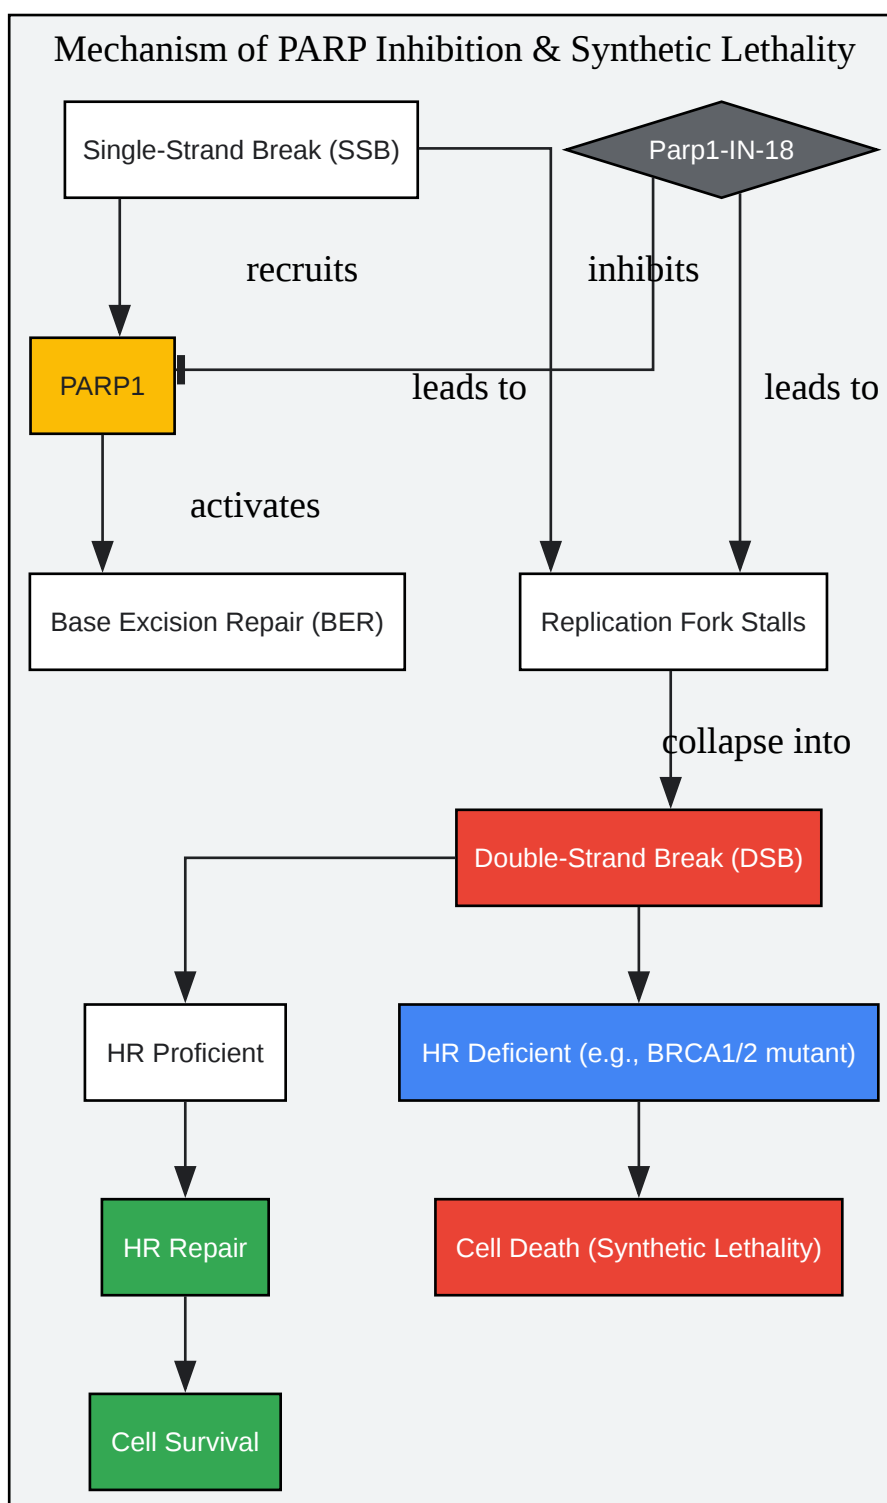 Mechanism of PARP Inhibition & Synthetic Lethality
Single-Strand Break (SSB)
Parp1-IN-18
recruits
inhibits
PARP1
leads to
leads to
activates
Base Excision Repair (BER)
Replication Fork Stalls
collapse into
Double-Strand Break (DSB)
HR Proficient
HR Deficient (e.g., BRCA1/2 mutant)
HR Repair
Cell Death (Synthetic Lethality)
Cell Survival